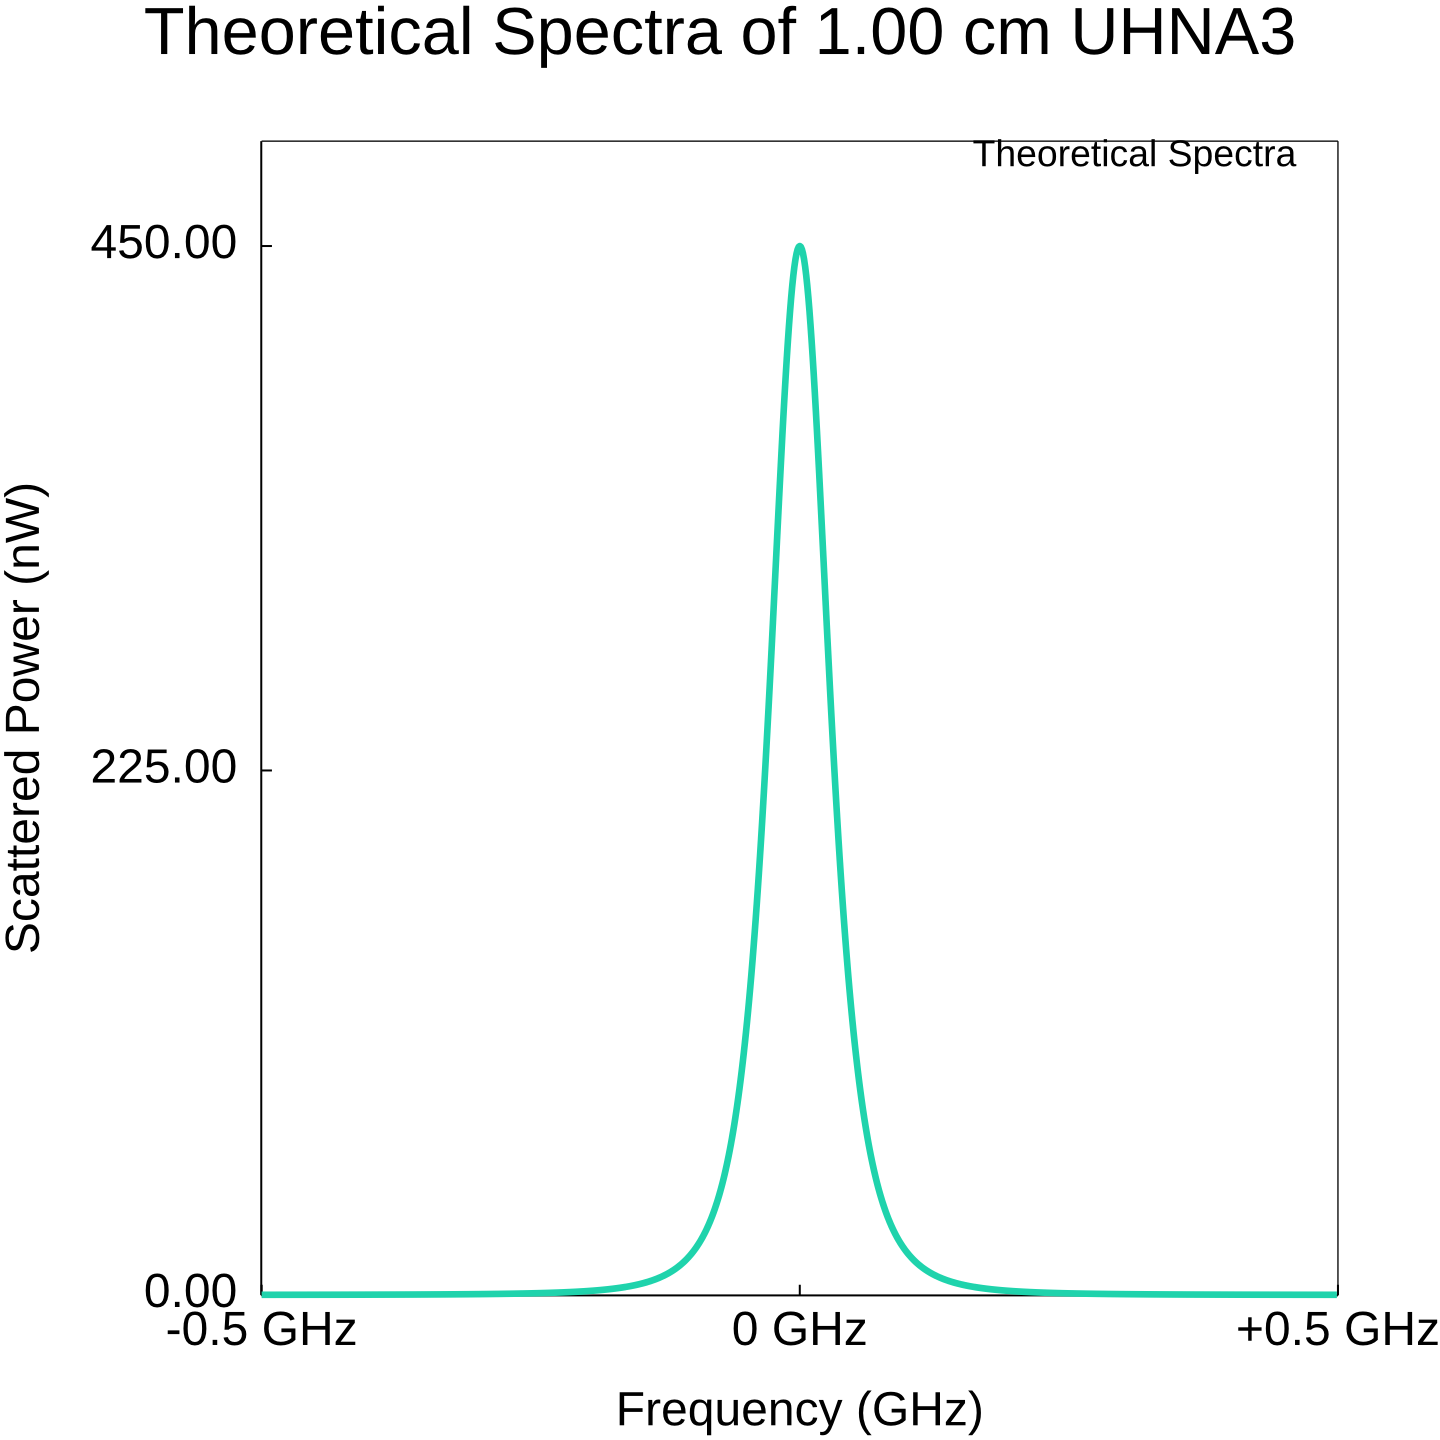 Theoretical Spectra of 1.00 cm UHNA3
Theoretical Spectra
450.00
225.00
0.00
Scattered Power (nW)
-0.5 GHz
0 GHz
+0.5 GHz
Frequency (GHz)